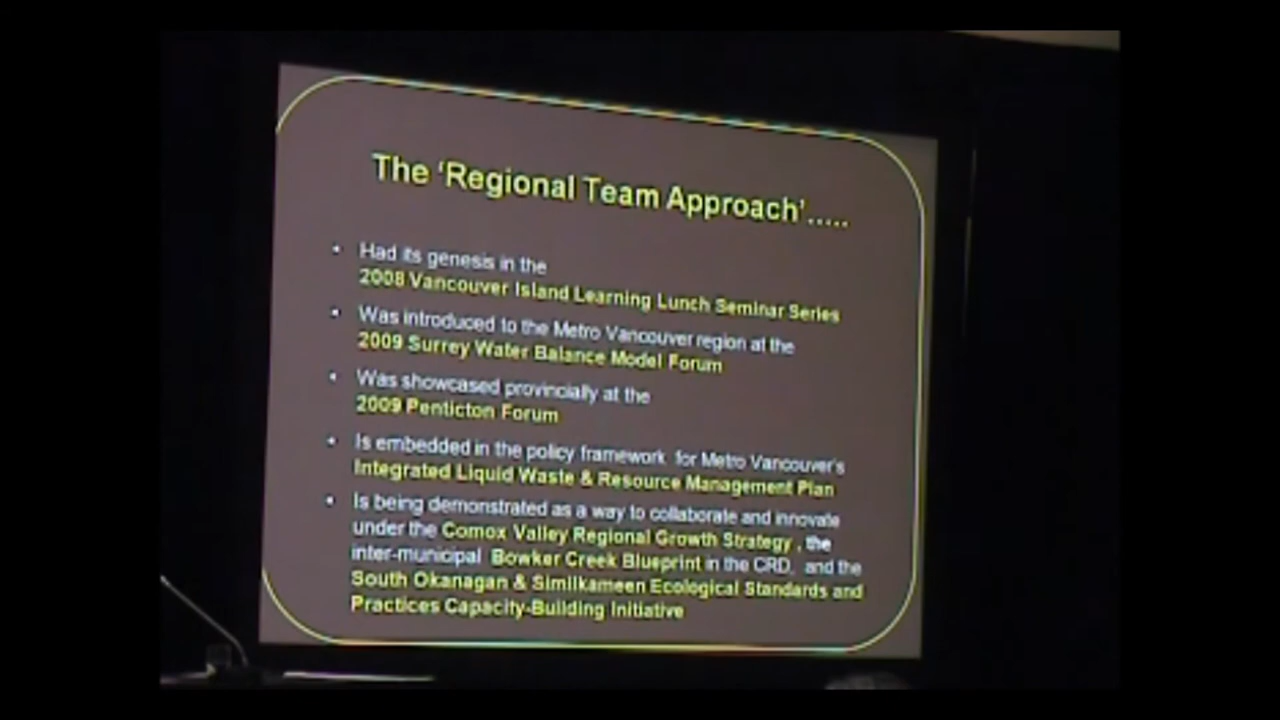 The ‘Regional Team Approach’.....
• Had its genesis in the
2008 Vancouver Island Learning Lunch Seminar Series
• Was introduced to the Metro Vancouver region at the
2009 Surrey Water Balance Model Forum
• Was showcased provincially at the
2009 Penticton Forum
• Is embedded in the policy framework for Metro Vancouver's
Integrated Liquid Waste & Resource Management Plan
• Is being demonstrated as a way to collaborate and innovate
under the Comox Valley Regional Growth Strategy , the
inter-municipal Bowker Creek Blueprint in the CRD, and the
South Okanagan & Similkameen Ecological Standards and
Practices Capacity-Building Initiative